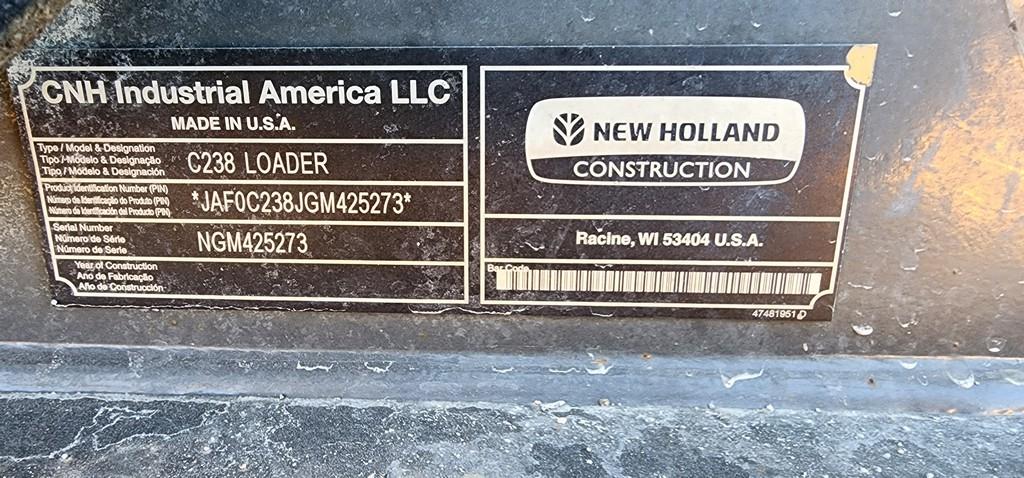 CNH Industrial America LLC
MADE IN U.S.A.
Type / Model & Designation
Tipo / Modelo & Designação
Tipo / Modelo & Designación
C238 LOADER
Product Identification Number (PIN)
Número de Identificação do Produto (PIN)
Número de Identificación del Producto (PIN)
*JAF0C238JGM425273*
Serial Number
Número de Série
Número de Serie
NGM425273
Year of Construction
Ano de Fabricação
Año de Construcción
NEW HOLLAND
CONSTRUCTION
Racine, WI 53404 U.S.A.
Bar Code
47481951 D